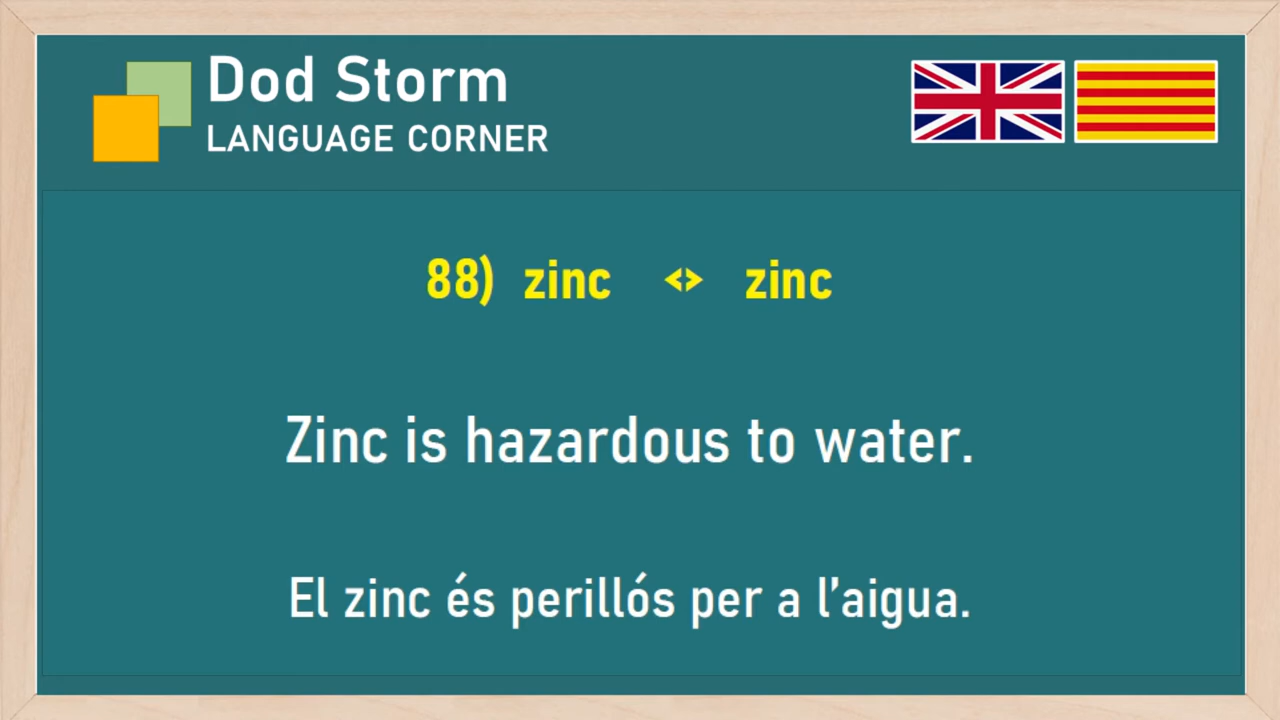 Dod Storm
LANGUAGE CORNER
88) zinc <> zinc
Zinc is hazardous to water.
El zinc és perillós per a l’aigua.